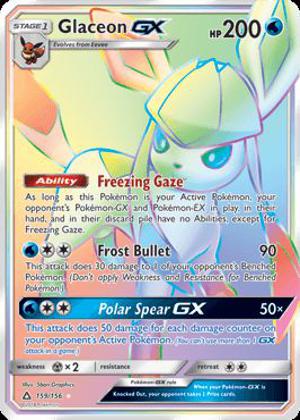 STAGE 1 Glaceon GX HP 200
Evolves from Eevee
Ability Freezing Gaze
As long as this Pokémon is your Active Pokémon, your
opponent's Pokémon-GX and Pokémon-EX in play, in their
hand, and in their discard pile have no Abilities, except for
Freezing Gaze.
Frost Bullet 90
This attack does 30 damage to 1 of your opponent's Benched
Pokémon. (Don't apply Weakness and Resistance for Benched
Pokémon.)
Polar Spear GX 50×
This attack does 50 damage for each damage counter on
your opponent's Active Pokémon. (You can't use more than 1
GX attack in a game.)
weakness × 2 resistance retreat
Illus. 5ban Graphics
159/156
Pokémon-GX rule
When your Pokémon-GX is
Knocked Out, your opponent takes 2 Prize cards.